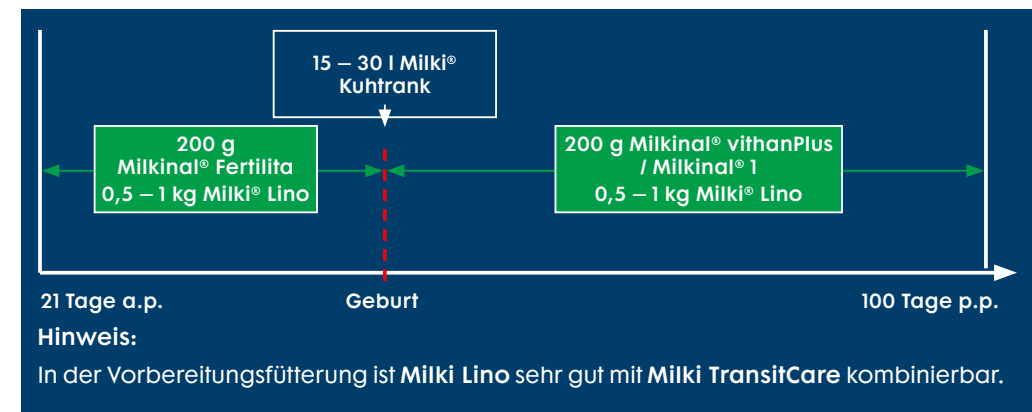 15 – 30 l Milki®
Kuhtrank
200 g
Milkinal® Fertilita
0,5 – 1 kg Milki® Lino
200 g Milkinal® vithanPlus
/ Milkinal® 1
0,5 – 1 kg Milki® Lino
21 Tage a.p.
Geburt
100 Tage p.p.
Hinweis:
In der Vorbereitungsfütterung ist Milki Lino sehr gut mit Milki TransitCare kombinierbar.